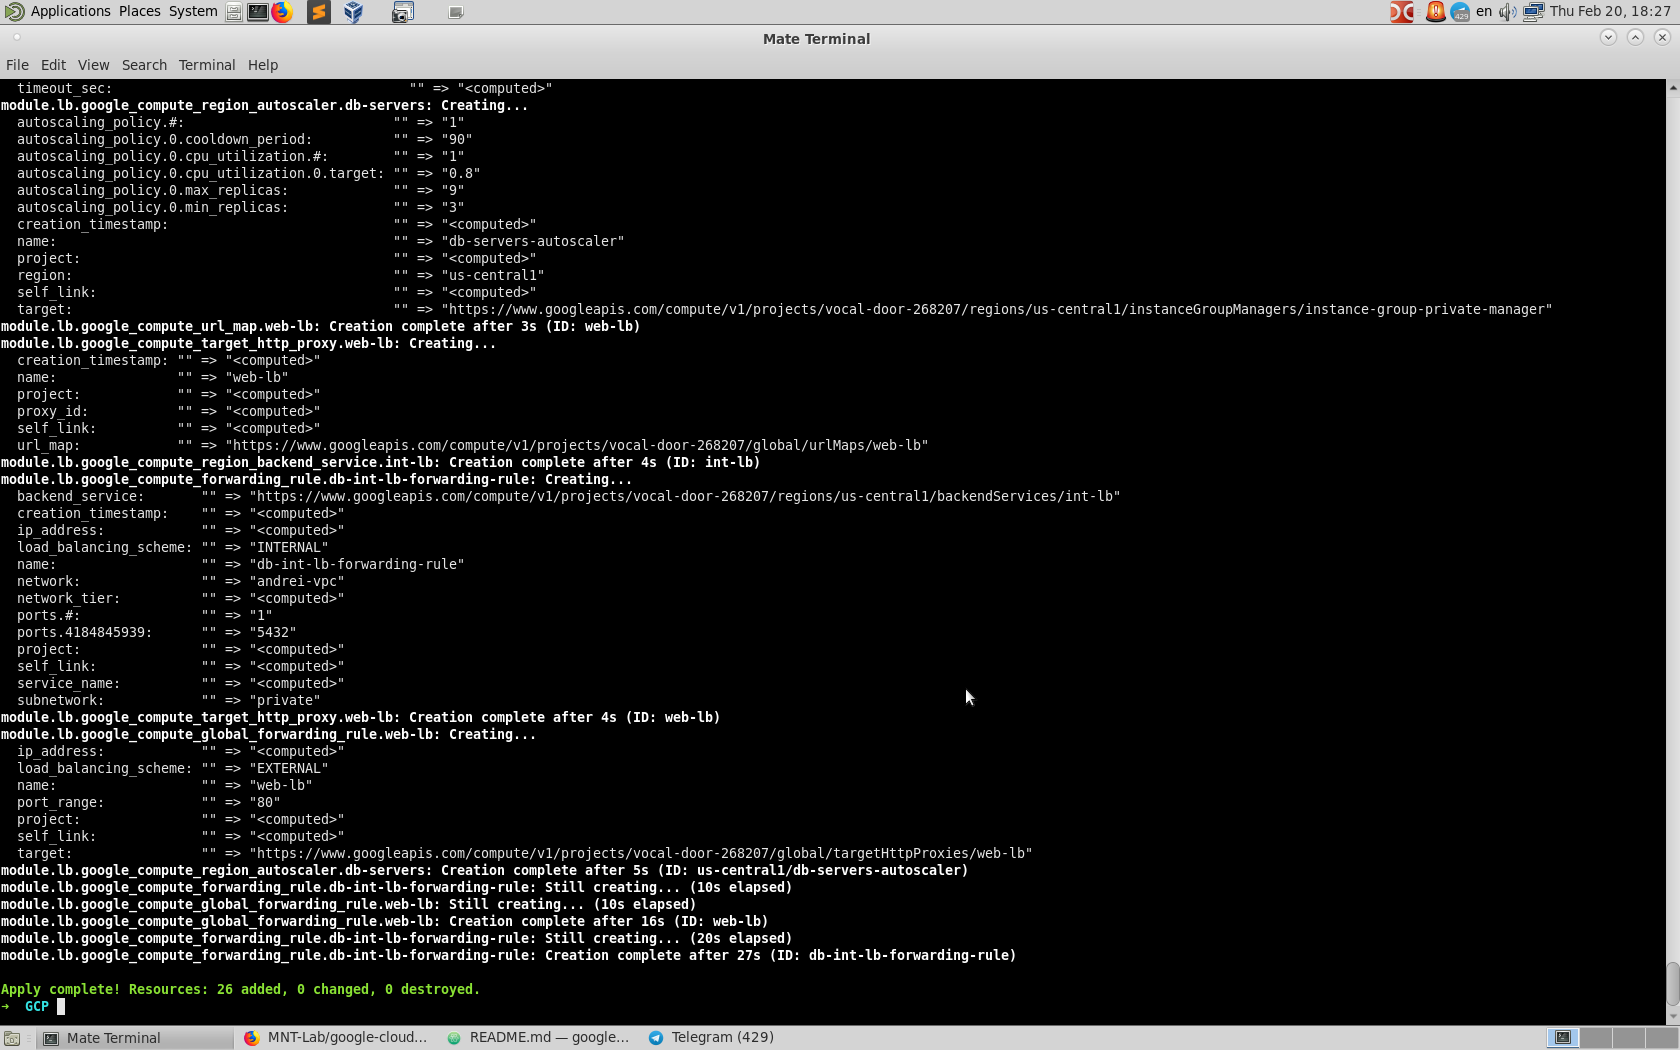 Applications Places System
429 en Thu Feb 20, 18:27
Mate Terminal
File Edit View Search Terminal Help
timeout_sec: "" => "<computed>"
module.lb.google_compute_region_autoscaler.db-servers: Creating...
autoscaling_policy.#: "" => "1"
autoscaling_policy.0.cooldown_period: "" => "90"
autoscaling_policy.0.cpu_utilization.#: "" => "1"
autoscaling_policy.0.cpu_utilization.0.target: "" => "0.8"
autoscaling_policy.0.max_replicas: "" => "9"
autoscaling_policy.0.min_replicas: "" => "3"
creation_timestamp: "" => "<computed>"
name: "" => "db-servers-autoscaler"
project: "" => "<computed>"
region: "" => "us-central1"
self_link: "" => "<computed>"
target: "" => "https://www.googleapis.com/compute/v1/projects/vocal-door-268207/regions/us-central1/instanceGroupManagers/instance-group-private-manager"
module.lb.google_compute_url_map.web-lb: Creation complete after 3s (ID: web-lb)
module.lb.google_compute_target_http_proxy.web-lb: Creating...
creation_timestamp: "" => "<computed>"
name: "" => "web-lb"
project: "" => "<computed>"
proxy_id: "" => "<computed>"
self_link: "" => "<computed>"
url_map: "" => "https://www.googleapis.com/compute/v1/projects/vocal-door-268207/global/urlMaps/web-lb"
module.lb.google_compute_region_backend_service.int-lb: Creation complete after 4s (ID: int-lb)
module.lb.google_compute_forwarding_rule.db-int-lb-forwarding-rule: Creating...
backend_service: "" => "https://www.googleapis.com/compute/v1/projects/vocal-door-268207/regions/us-central1/backendServices/int-lb"
creation_timestamp: "" => "<computed>"
ip_address: "" => "<computed>"
load_balancing_scheme: "" => "INTERNAL"
name: "" => "db-int-lb-forwarding-rule"
network: "" => "andrei-vpc"
network_tier: "" => "<computed>"
ports.#: "" => "1"
ports.4184845939: "" => "5432"
project: "" => "<computed>"
self_link: "" => "<computed>"
service_name: "" => "<computed>"
subnetwork: "" => "private"
module.lb.google_compute_target_http_proxy.web-lb: Creation complete after 4s (ID: web-lb)
module.lb.google_compute_global_forwarding_rule.web-lb: Creating...
ip_address: "" => "<computed>"
load_balancing_scheme: "" => "EXTERNAL"
name: "" => "web-lb"
port_range: "" => "80"
project: "" => "<computed>"
self_link: "" => "<computed>"
target: "" => "https://www.googleapis.com/compute/v1/projects/vocal-door-268207/global/targetHttpProxies/web-lb"
module.lb.google_compute_region_autoscaler.db-servers: Creation complete after 5s (ID: us-central1/db-servers-autoscaler)
module.lb.google_compute_forwarding_rule.db-int-lb-forwarding-rule: Still creating... (10s elapsed)
module.lb.google_compute_global_forwarding_rule.web-lb: Still creating... (10s elapsed)
module.lb.google_compute_global_forwarding_rule.web-lb: Creation complete after 16s (ID: web-lb)
module.lb.google_compute_forwarding_rule.db-int-lb-forwarding-rule: Still creating... (20s elapsed)
module.lb.google_compute_forwarding_rule.db-int-lb-forwarding-rule: Creation complete after 27s (ID: db-int-lb-forwarding-rule)
Apply complete! Resources: 26 added, 0 changed, 0 destroyed.
➜ GCP
Mate Terminal MNT-Lab/google-cloud... README.md — google... Telegram (429)